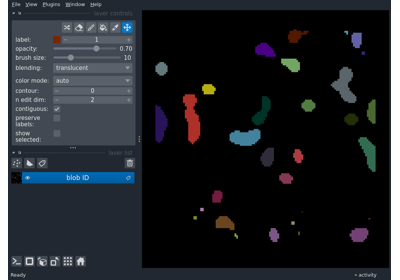 File View Plugins Window Help
layer controls
label: 1
opacity: 0.70
brush size: 10
blending: translucent
color mode: auto
contour: 0
n edit dim: 2
contiguous:
preserve
labels:
show
selected:
layer list
blob ID
Ready activity